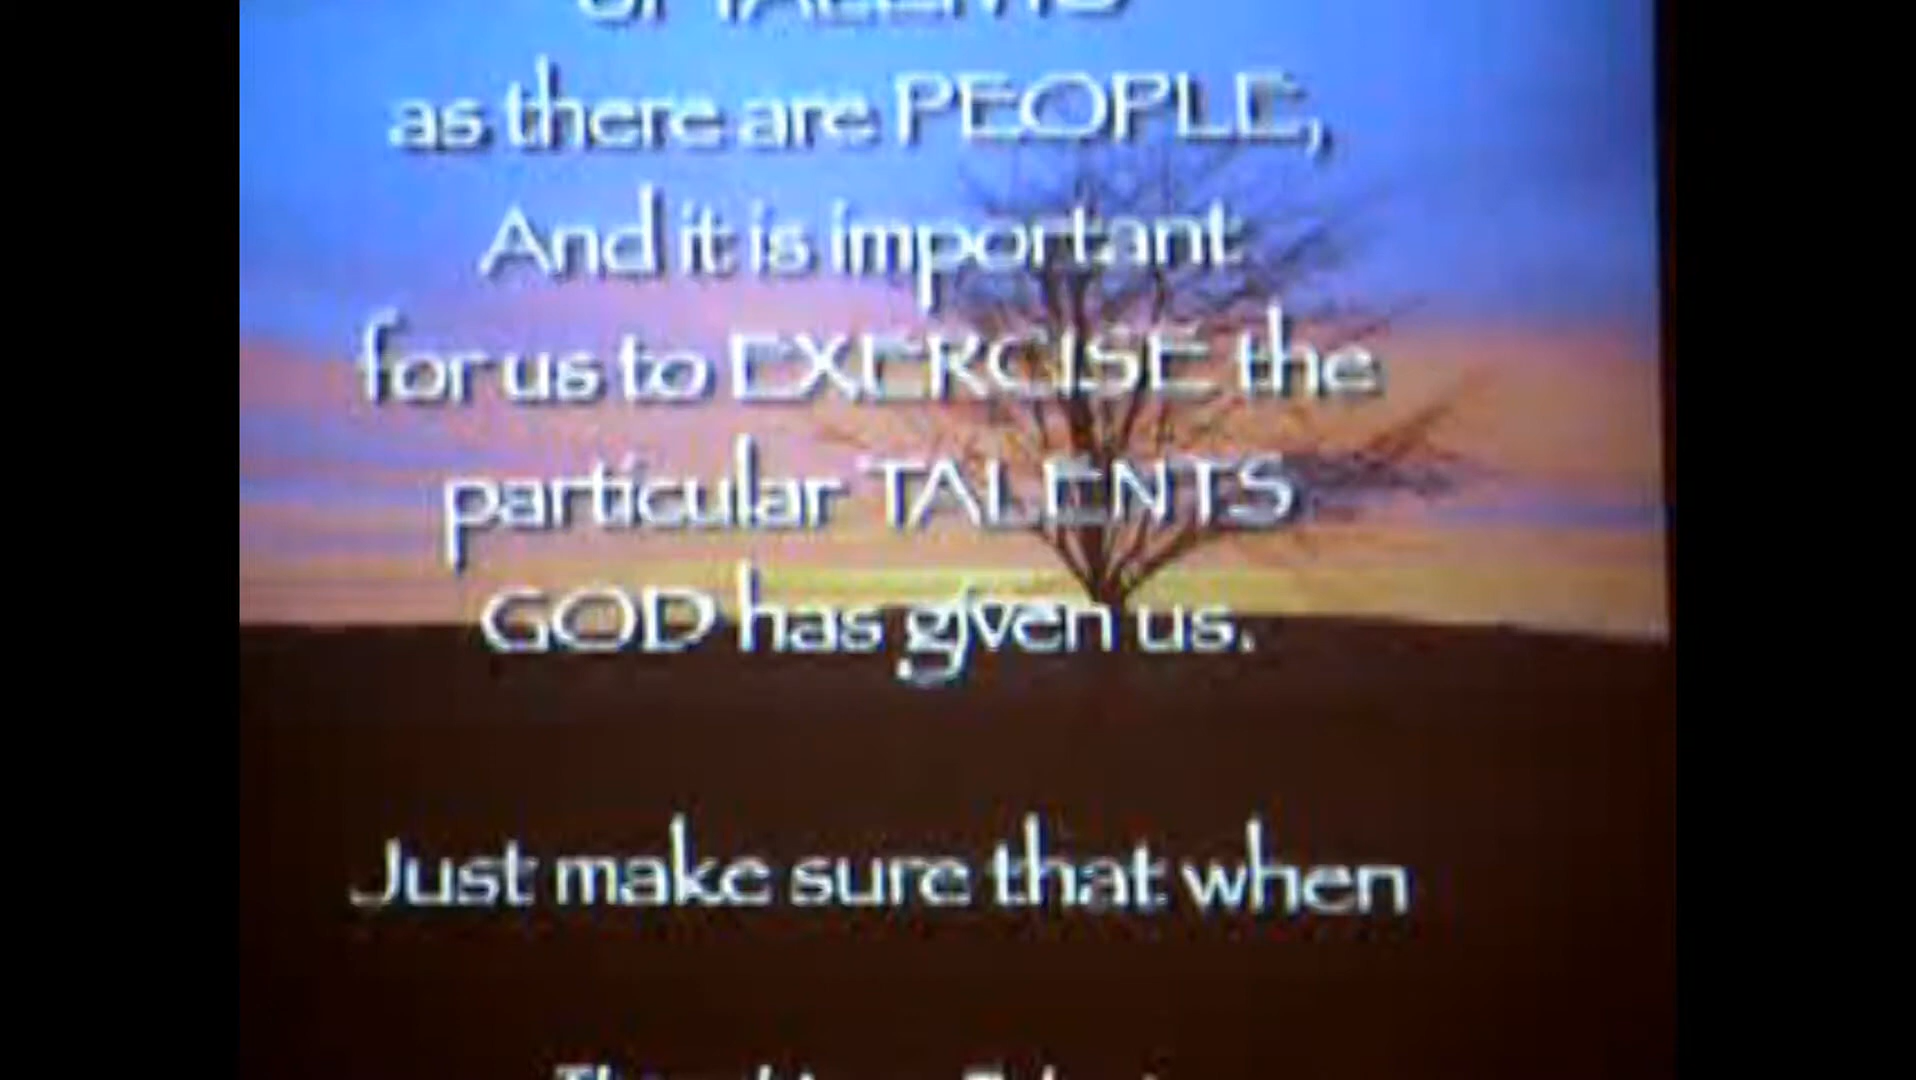 of TALENTS
as there are PEOPLE,
And it is important
for us to EXERCISE the
particular TALENTS
GOD has given us.
Just make sure that when